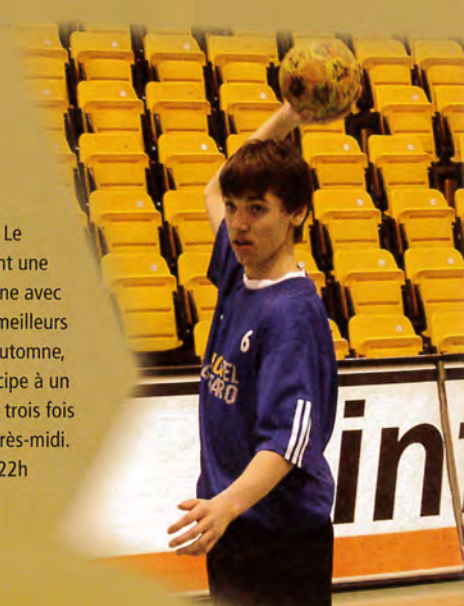 Le
nt une
ne avec
meilleurs
utomne,
cipe à un
trois fois
rès-midi.
22h
6
int